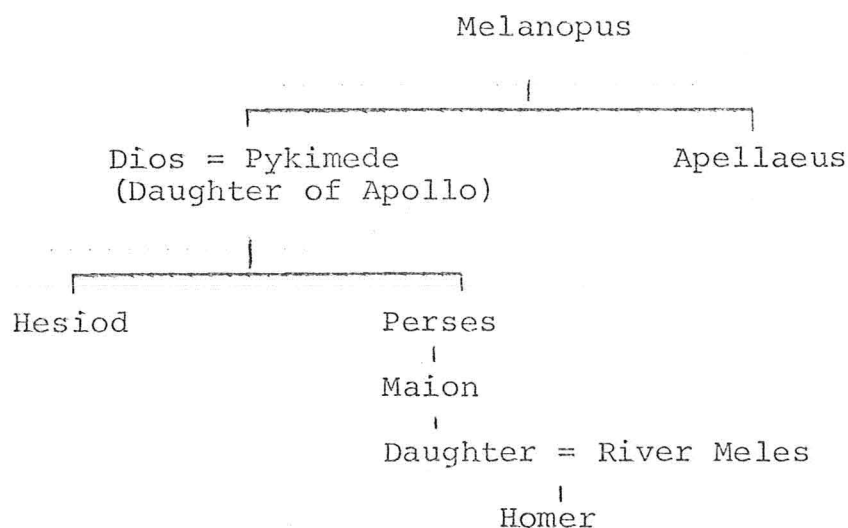 Melanopus
Dios = Pykimede Apellaeus
(Daughter of Apollo)
Hesiod Perses
Maion
Daughter = River Meles
Homer